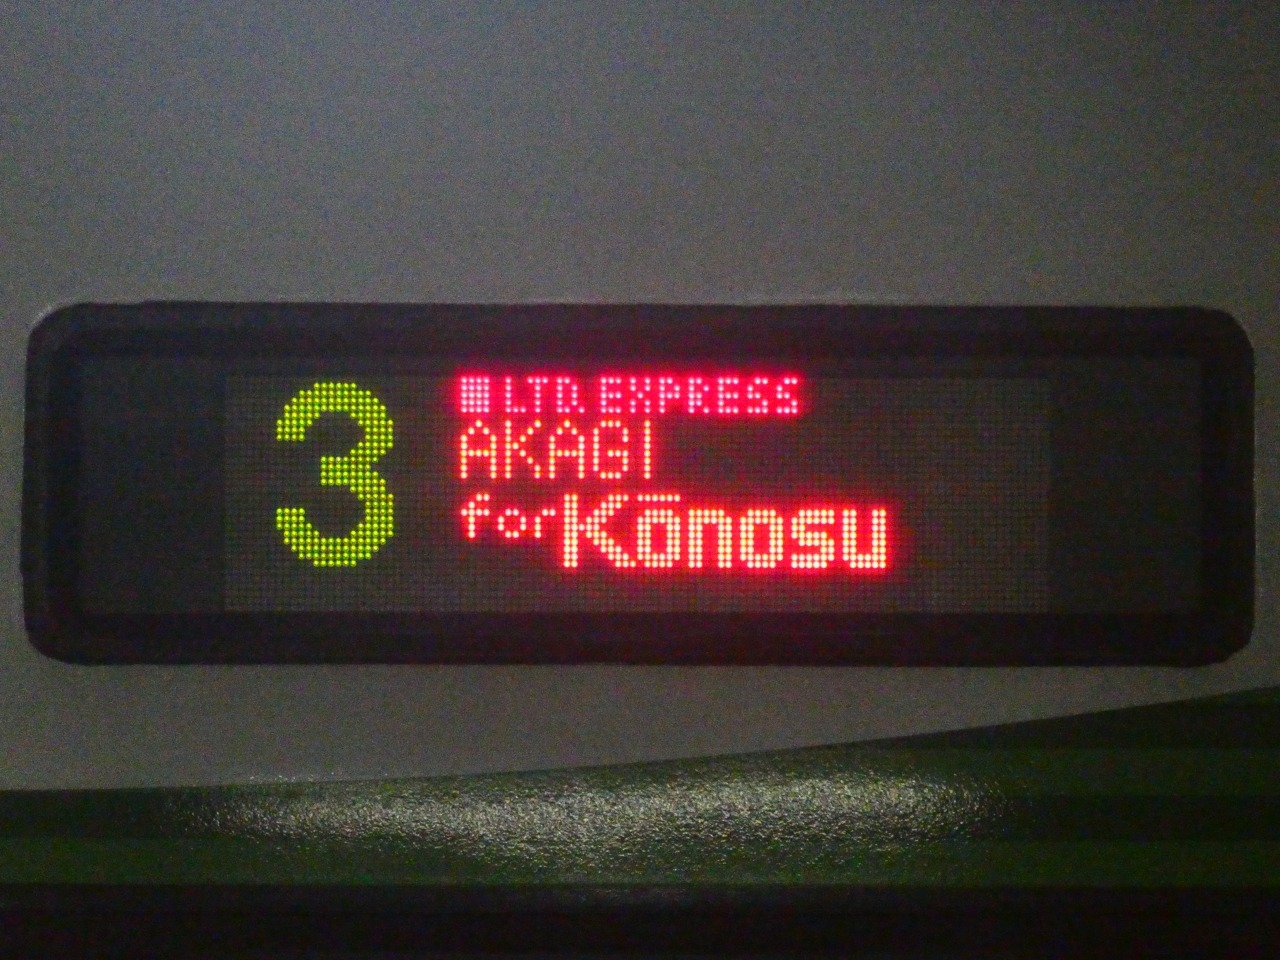 3
■LTD. EXPRESS
AKAGI
for Kōnosu